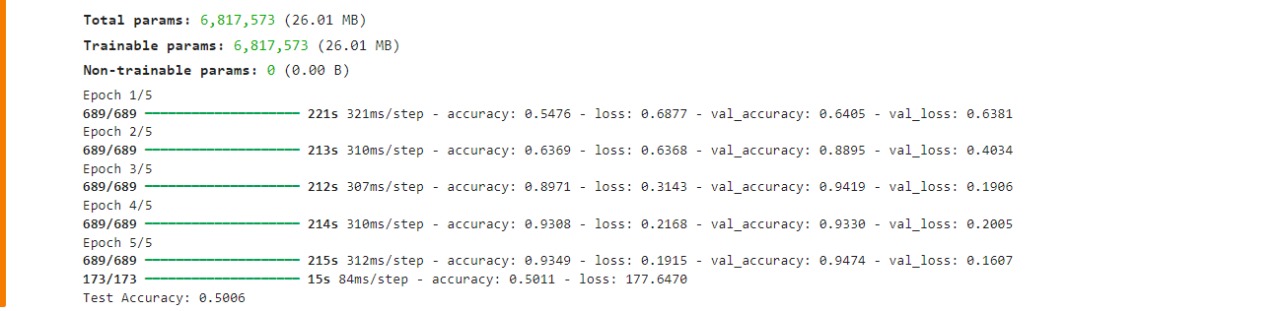 Total params: 6,817,573 (26.01 MB)
Trainable params: 6,817,573 (26.01 MB)
Non-trainable params: 0 (0.00 B)
Epoch 1/5
689/689 ━━━━━━━━━━━━━━━━━━━━ 221s 321ms/step - accuracy: 0.5476 - loss: 0.6877 - val_accuracy: 0.6405 - val_loss: 0.6381
Epoch 2/5
689/689 ━━━━━━━━━━━━━━━━━━━━ 213s 310ms/step - accuracy: 0.6369 - loss: 0.6368 - val_accuracy: 0.8895 - val_loss: 0.4034
Epoch 3/5
689/689 ━━━━━━━━━━━━━━━━━━━━ 212s 307ms/step - accuracy: 0.8971 - loss: 0.3143 - val_accuracy: 0.9419 - val_loss: 0.1906
Epoch 4/5
689/689 ━━━━━━━━━━━━━━━━━━━━ 214s 310ms/step - accuracy: 0.9308 - loss: 0.2168 - val_accuracy: 0.9330 - val_loss: 0.2005
Epoch 5/5
689/689 ━━━━━━━━━━━━━━━━━━━━ 215s 312ms/step - accuracy: 0.9349 - loss: 0.1915 - val_accuracy: 0.9474 - val_loss: 0.1607
173/173 ━━━━━━━━━━━━━━━━━━━━ 15s 84ms/step - accuracy: 0.5011 - loss: 177.6470
Test Accuracy: 0.5006